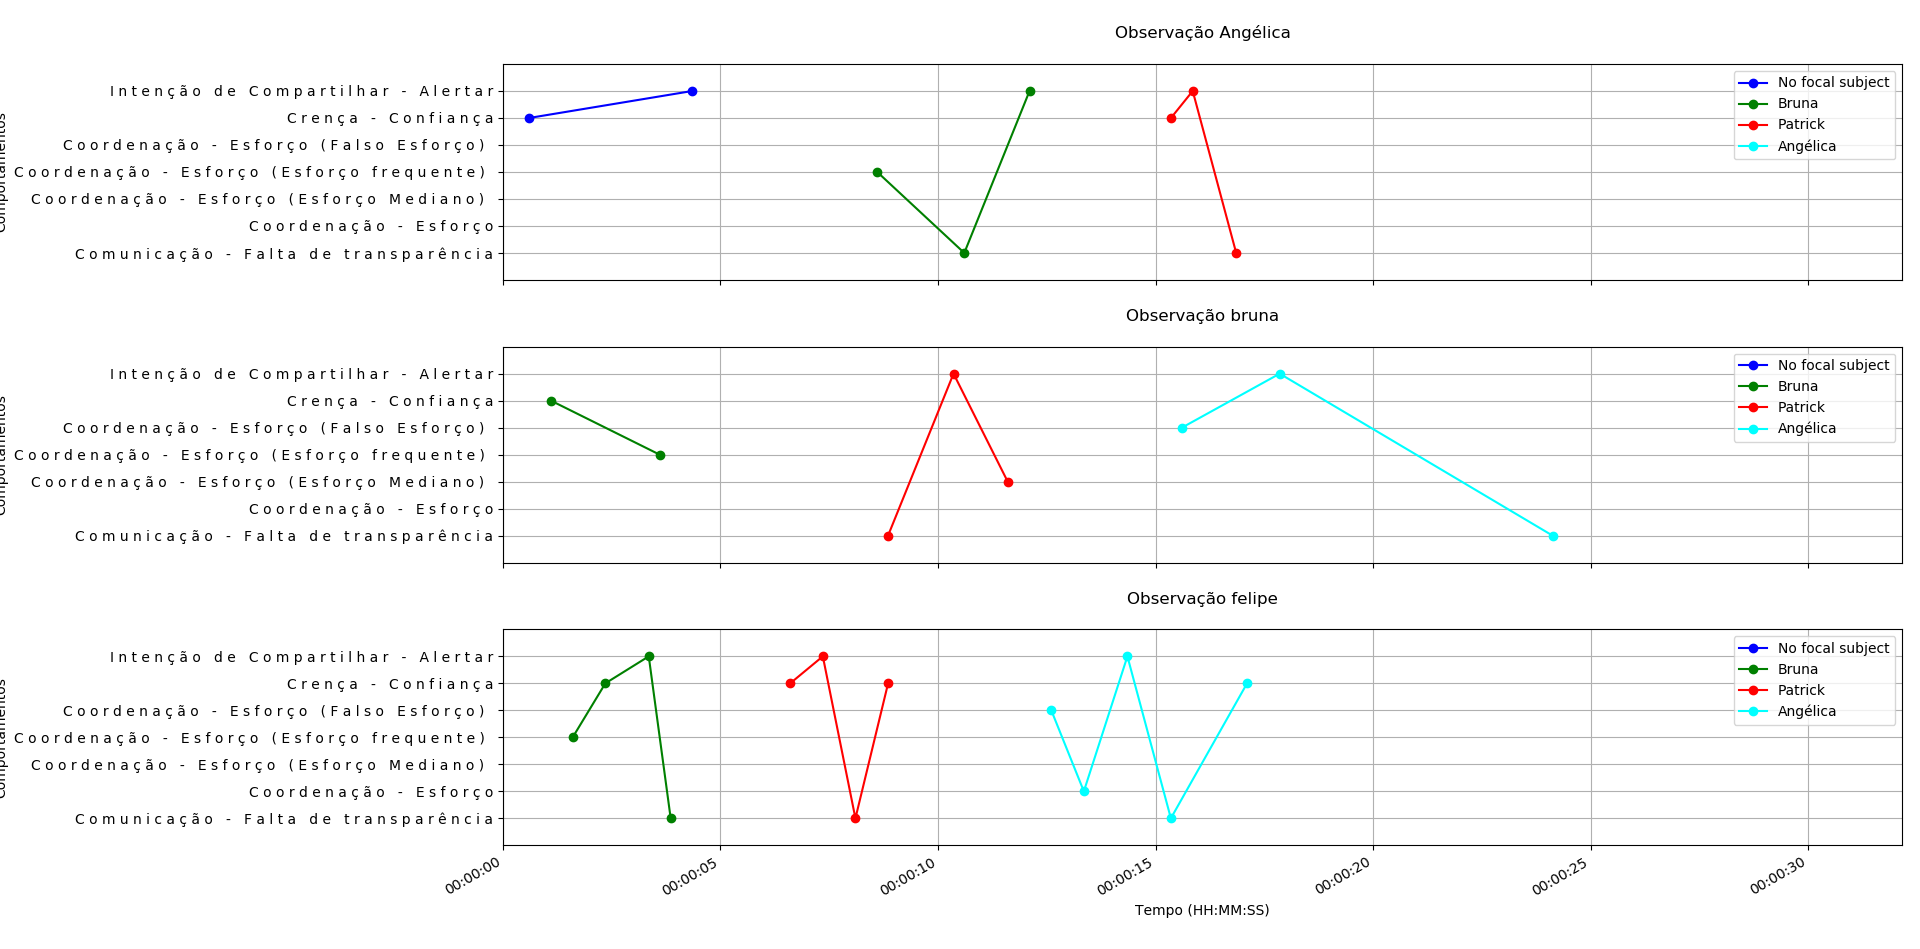 Observação Angélica
Intenção de Compartilhar - Alertar
Crença - Confiança
Coordenação - Esforço (Falso Esforço)
Coordenação - Esforço (Esforço frequente)
Coordenação - Esforço (Esforço Mediano)
Coordenação - Esforço
Comunicação - Falta de transparência
No focal subject
Bruna
Patrick
Angélica
Observação bruna
Intenção de Compartilhar - Alertar
Crença - Confiança
Coordenação - Esforço (Falso Esforço)
Coordenação - Esforço (Esforço frequente)
Coordenação - Esforço (Esforço Mediano)
Coordenação - Esforço
Comunicação - Falta de transparência
No focal subject
Bruna
Patrick
Angélica
Observação felipe
Intenção de Compartilhar - Alertar
Crença - Confiança
Coordenação - Esforço (Falso Esforço)
Coordenação - Esforço (Esforço frequente)
Coordenação - Esforço (Esforço Mediano)
Coordenação - Esforço
Comunicação - Falta de transparência
No focal subject
Bruna
Patrick
Angélica
00:00:00
00:00:05
00:00:10
00:00:15
00:00:20
00:00:25
00:00:30
Tempo (HH:MM:SS)